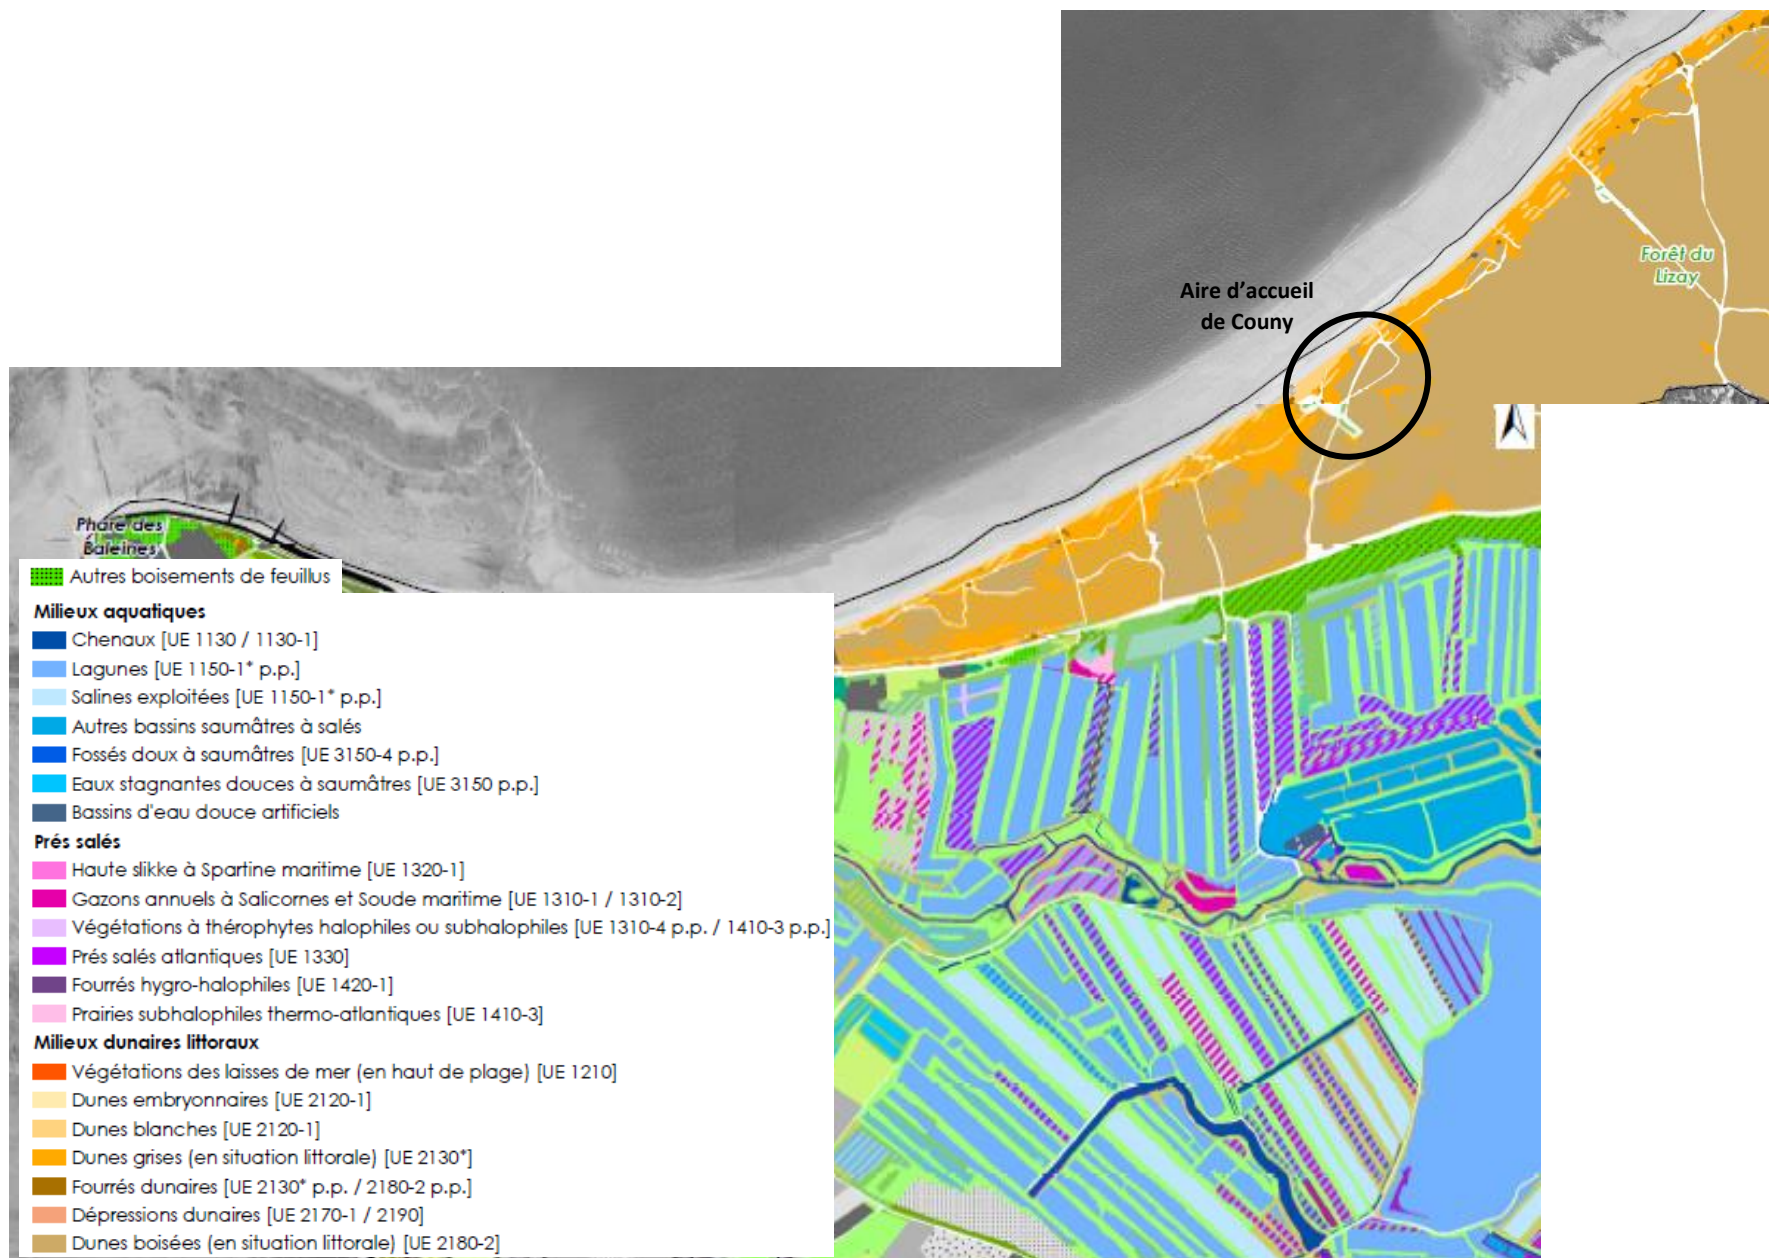 Forêt du
Lizay
Aire d’accueil
de Couny
Phare des
Baleines
Autres boisements de feuillus
Milieux aquatiques
Chenaux [UE 1130 / 1130-1]
Lagunes [UE 1150-1* p.p.]
Salines exploitées [UE 1150-1* p.p.]
Autres bassins saumâtres à salés
Fossés doux à saumâtres [UE 3150-4 p.p.]
Eaux stagnantes douces à saumâtres [UE 3150 p.p.]
Bassins d'eau douce artificiels
Prés salés
Haute slikke à Spartine maritime [UE 1320-1]
Gazons annuels à Salicornes et Soude maritime [UE 1310-1 / 1310-2]
Végétations à thérophytes halophiles ou subhalophiles [UE 1310-4 p.p. / 1410-3 p.p.]
Prés salés atlantiques [UE 1330]
Fourrés hygro-halophiles [UE 1420-1]
Prairies subhalophiles thermo-atlantiques [UE 1410-3]
Milieux dunaires littoraux
Végétations des laisses de mer (en haut de plage) [UE 1210]
Dunes embryonnaires [UE 2120-1]
Dunes blanches [UE 2120-1]
Dunes grises (en situation littorale) [UE 2130*]
Fourrés dunaires [UE 2130* p.p. / 2180-2 p.p.]
Dépressions dunaires [UE 2170-1 / 2190]
Dunes boisées (en situation littorale) [UE 2180-2]